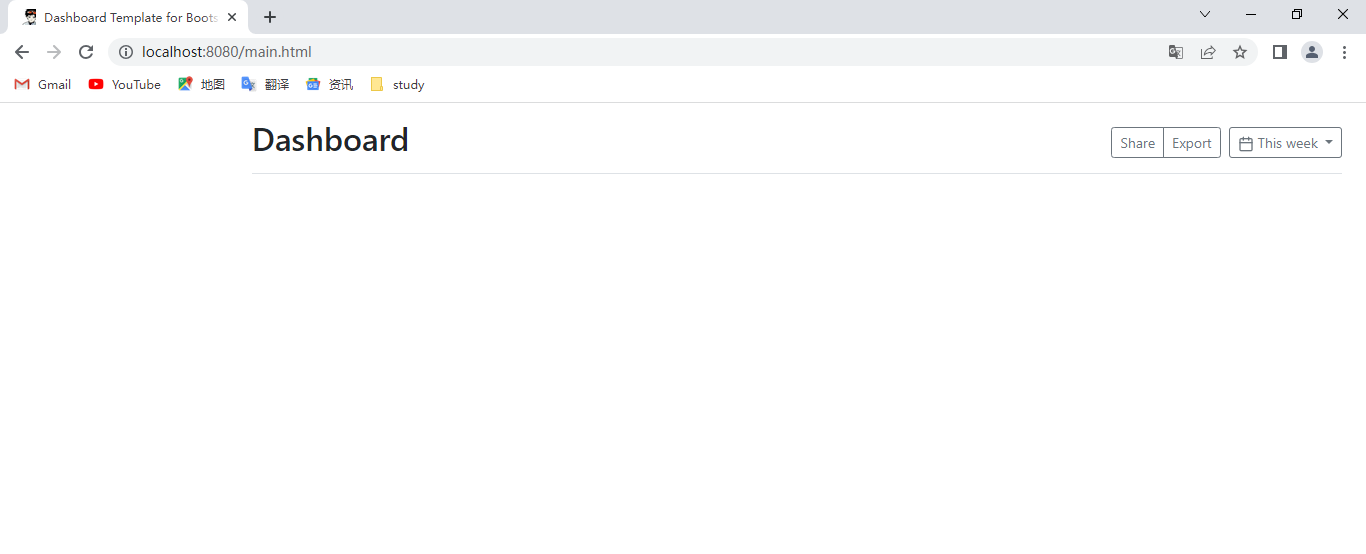 Dashboard Template for Boots
localhost:8080/main.html
Gmail YouTube 地图 翻译 资讯 study
Dashboard Share Export This week